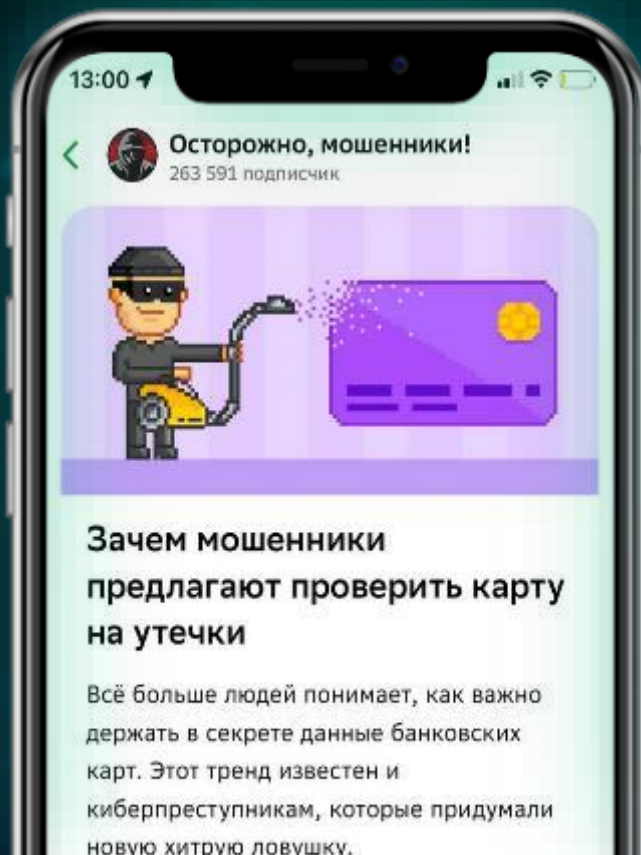 13:00
Осторожно, мошенники!
263 591 подписчик
Зачем мошенники
предлагают проверить карту
на утечки
Всё больше людей понимает, как важно
держать в секрете данные банковских
карт. Этот тренд известен и
киберпреступникам, которые придумали
новую хитрую ловушку.